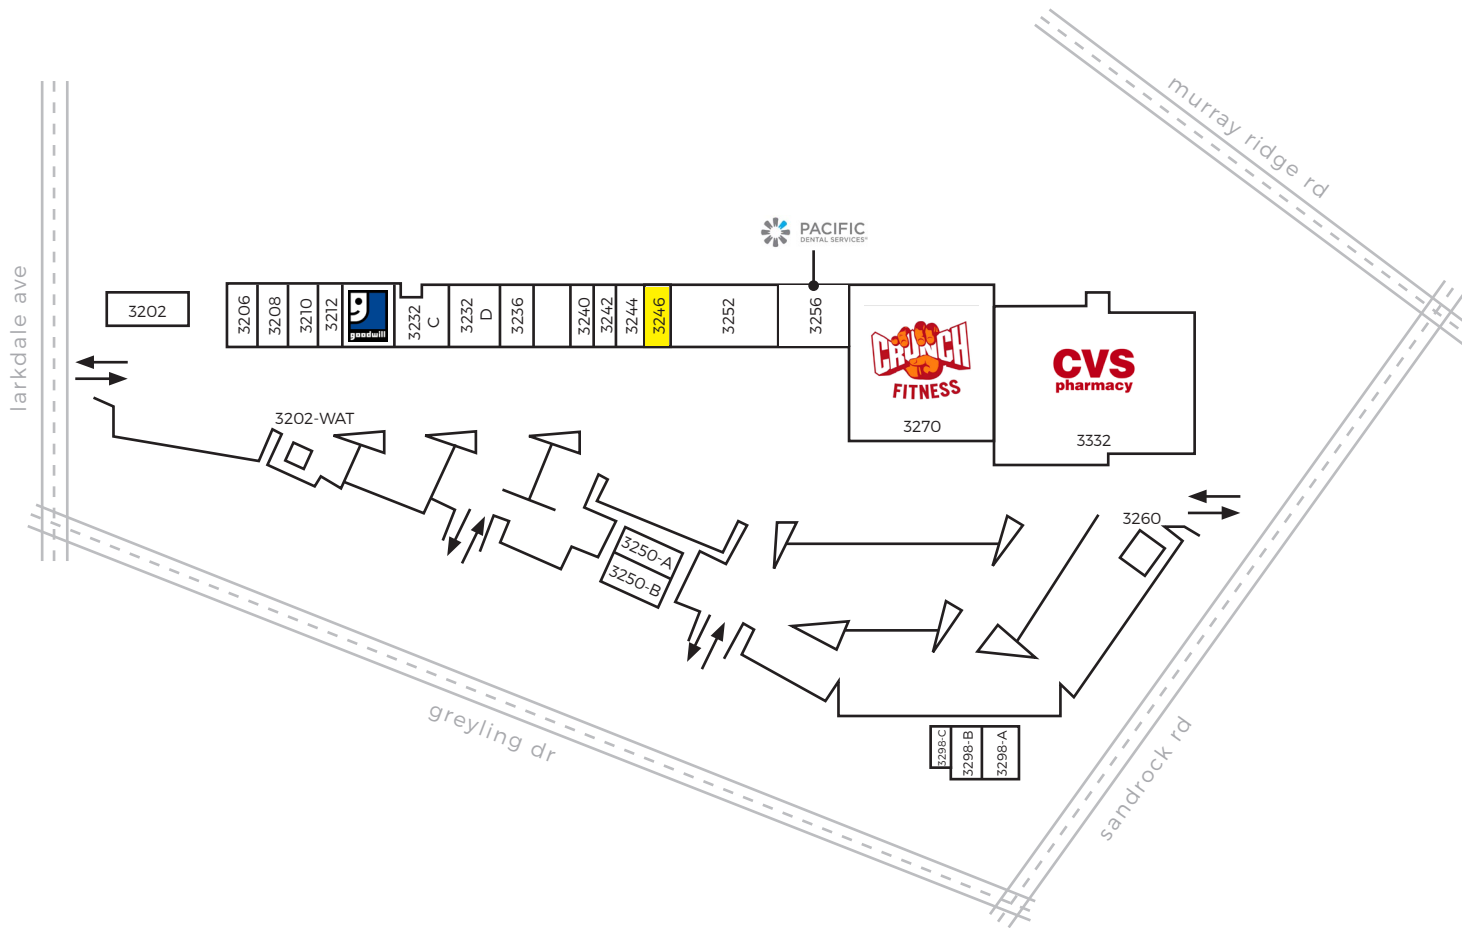 murray ridge rd
larkdale ave
PACIFIC
DENTAL SERVICES®
3202
3206
3208
3210
3212
goodwill
3232
C
3232
D
3236
3240
3242
3244
3246
3252
3256
CRUNCH
FITNESS
3270
CVS
pharmacy
3332
3202-WAT
3250-A
3250-B
3260
greyling dr
3298-C
3298-B
3298-A
sandrock rd